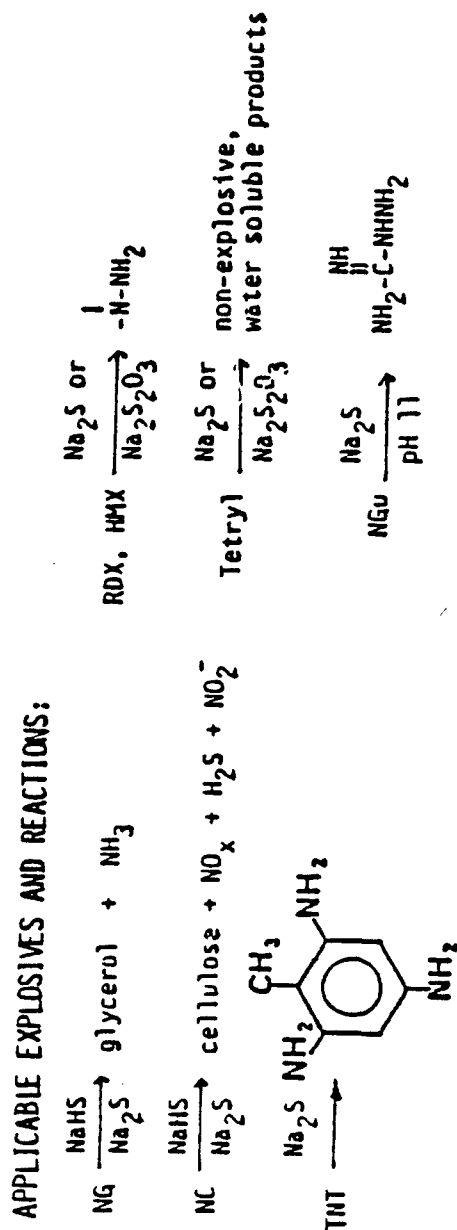 APPLICABLE EXPLOSIVES AND REACTIONS:
NG NaHS Na₂S → glycerol + NH₃
NC NaHS Na₂S → cellulose + NOₓ + H₂S + NO₂⁻
TNT Na₂S →
CH₃
NH₂ NH₂
NH₂
RDX, HMX Na₂S or Na₂S₂O₃ → -N-NH₂
Tetryl Na₂S or Na₂S₂O₃ → non-explosive,
water soluble products
NGu Na₂S pH 11 →
NH
||
NH₂-C-NHNH₂